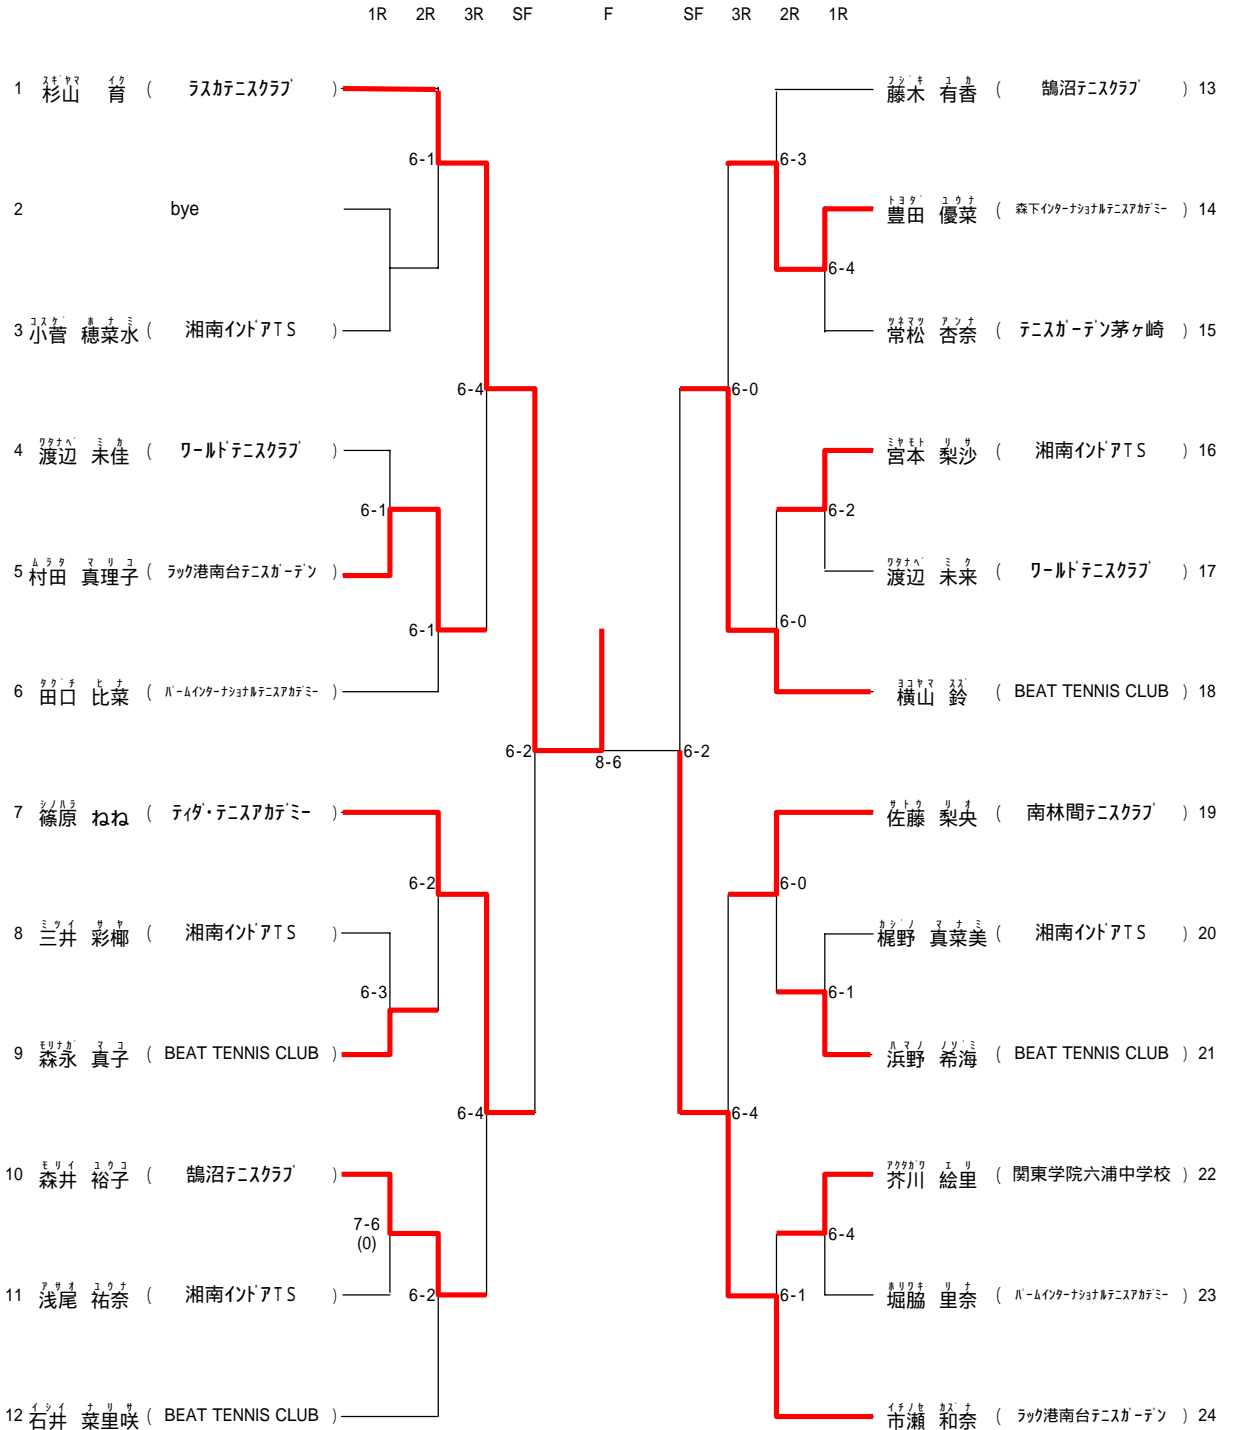 1R 2R 3R SF F SF 3R 2R 1R
スギヤマ イク
1 杉山 育 ( ラスカテニスクラブ )
6-1
2 bye
コスゲ ホナミ
3 小菅 穂菜水 ( 湘南インドアTS )
6-4
ワタナベ ミカ
4 渡辺 未佳 ( ワールドテニスクラブ )
6-1
ムラタ マリコ
5 村田 真理子 ( ラック港南台テニスガーデン )
6-1
タグチ ヒナ
6 田口 比菜 ( パームインターナショナルテニスアカデミー )
6-2
8-6
シノハラ
7 篠原 ねね ( ティダ・テニスアカデミー )
6-2
ミツイ サヤ
8 三井 彩椰 ( 湘南インドアTS )
6-3
モリナガ マコ
9 森永 真子 ( BEAT TENNIS CLUB )
6-4
モリイ ユウコ
10 森井 裕子 ( 鵠沼テニスクラブ )
7-6
(0)
アサオ ユウナ
11 浅尾 祐奈 ( 湘南インドアTS )
6-2
イシイ ナリサ
12 石井 菜里咲 ( BEAT TENNIS CLUB )
フジキ ユカ
藤木 有香 ( 鵠沼テニスクラブ ) 13
6-3
トヨダ ユウナ
豊田 優菜 ( 森下インターナショナルテニスアカデミー ) 14
6-4
ツネマツ アンナ
常松 杏奈 ( テニスガーデン茅ヶ崎 ) 15
6-0
ミヤモト リサ
宮本 梨沙 ( 湘南インドアTS ) 16
6-2
ワタナベ ミク
渡辺 未来 ( ワールドテニスクラブ ) 17
6-0
ヨコヤマ スズ
横山 鈴 ( BEAT TENNIS CLUB ) 18
6-2
サトウ リオ
佐藤 梨央 ( 南林間テニスクラブ ) 19
6-0
カジノ マナミ
梶野 真菜美 ( 湘南インドアTS ) 20
6-1
ハマノ ノゾミ
浜野 希海 ( BEAT TENNIS CLUB ) 21
6-4
アクタガワ エリ
芥川 絵里 ( 関東学院六浦中学校 ) 22
6-4
ホリワキ リナ
堀脇 里奈 ( パームインターナショナルテニスアカデミー ) 23
6-1
イチノセ カズナ
市瀬 和奈 ( ラック港南台テニスガーデン ) 24